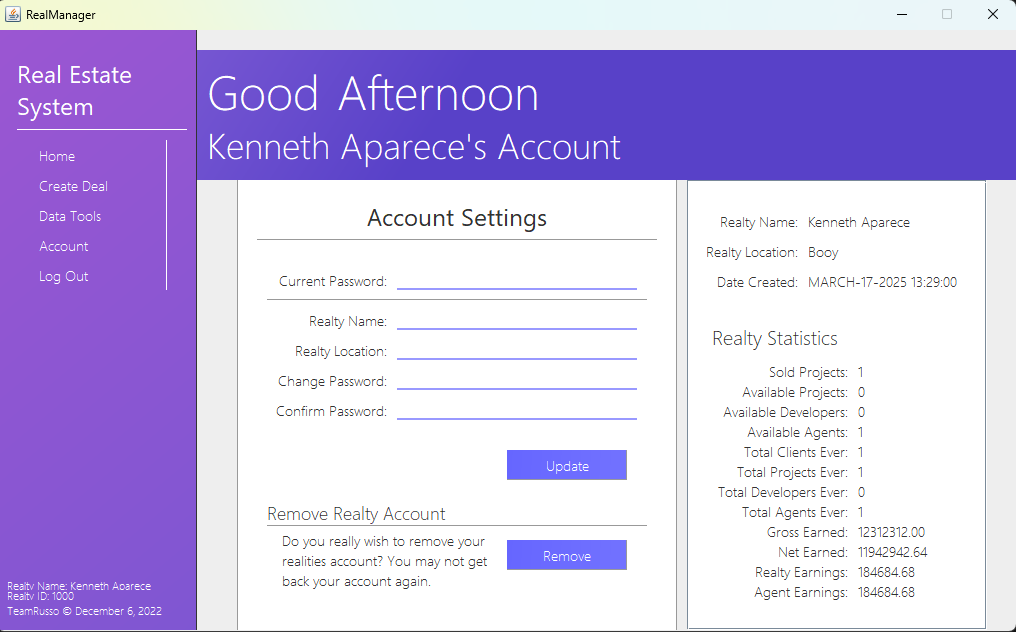 RealManager
Real Estate
System
Home
Create Deal
Data Tools
Account
Log Out
Realty Name: Kenneth Aparece
Realty ID: 1000
TeamRusso © December 6, 2022
Good Afternoon
Kenneth Aparece's Account
Account Settings
Current Password:
Realty Name:
Realty Location:
Change Password:
Confirm Password:
Update
Remove Realty Account
Do you really wish to remove your
realities account? You may not get
back your account again.
Remove
Realty Name: Kenneth Aparece
Realty Location: Booy
Date Created: MARCH-17-2025 13:29:00
Realty Statistics
Sold Projects: 1
Available Projects: 0
Available Developers: 0
Available Agents: 1
Total Clients Ever: 1
Total Projects Ever: 1
Total Developers Ever: 0
Total Agents Ever: 1
Gross Earned: 12312312.00
Net Earned: 11942942.64
Realty Earnings: 184684.68
Agent Earnings: 184684.68